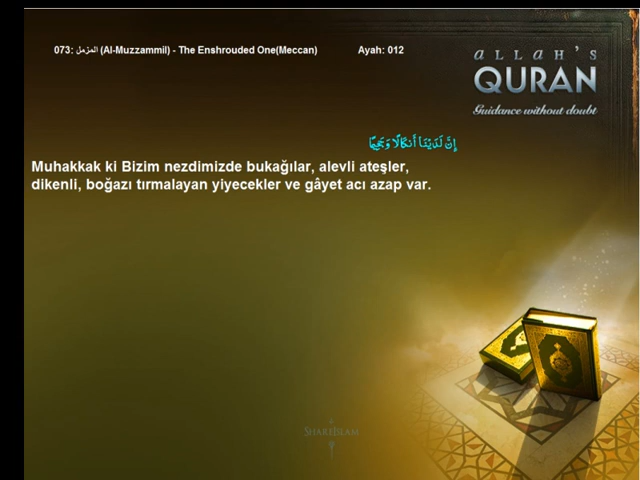 073: المزمل (Al-Muzzammil) - The Enshrouded One(Meccan) Ayah: 012
ALLAH'S
QURAN
Guidance without doubt
إِنَّ لَدَيْنَا أَنكَالًا وَجَحِيمًا
Muhakkak ki Bizim nezdimizde bukağılar, alevli ateşler,
dikenli, boğazı tırmalayan yiyecekler ve gâyet acı azap var.
SHAREISLAM